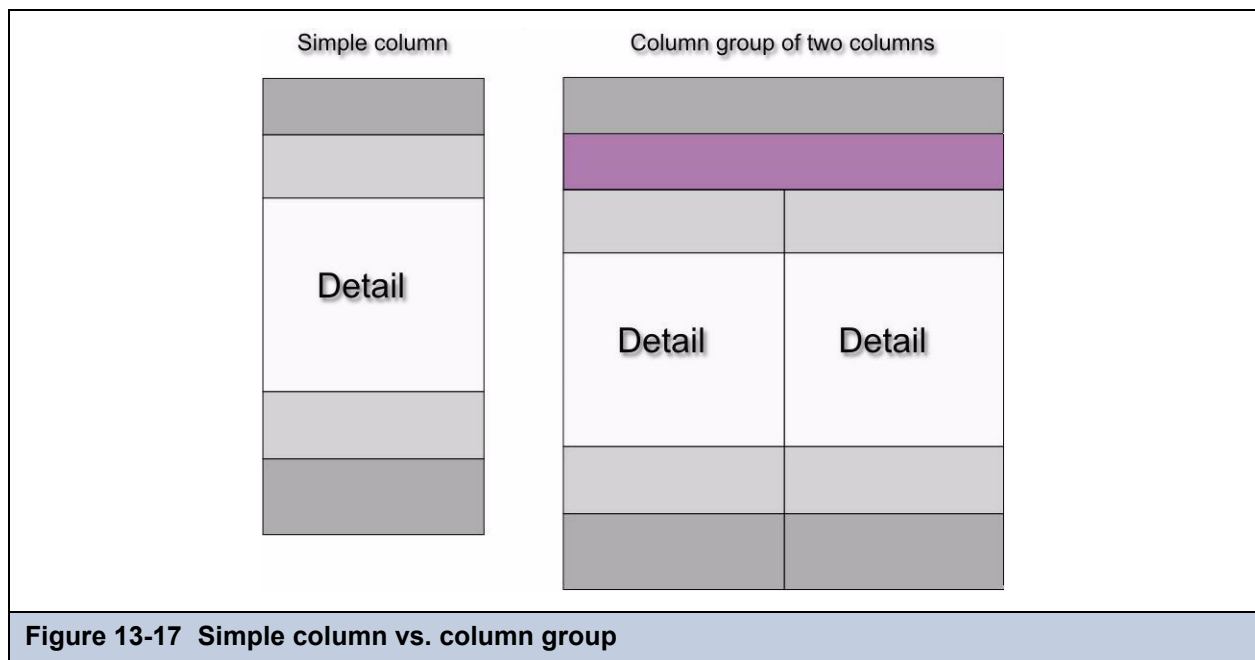 Simple column
Column group of two columns
Detail
Detail
Detail
Figure 13-17 Simple column vs. column group